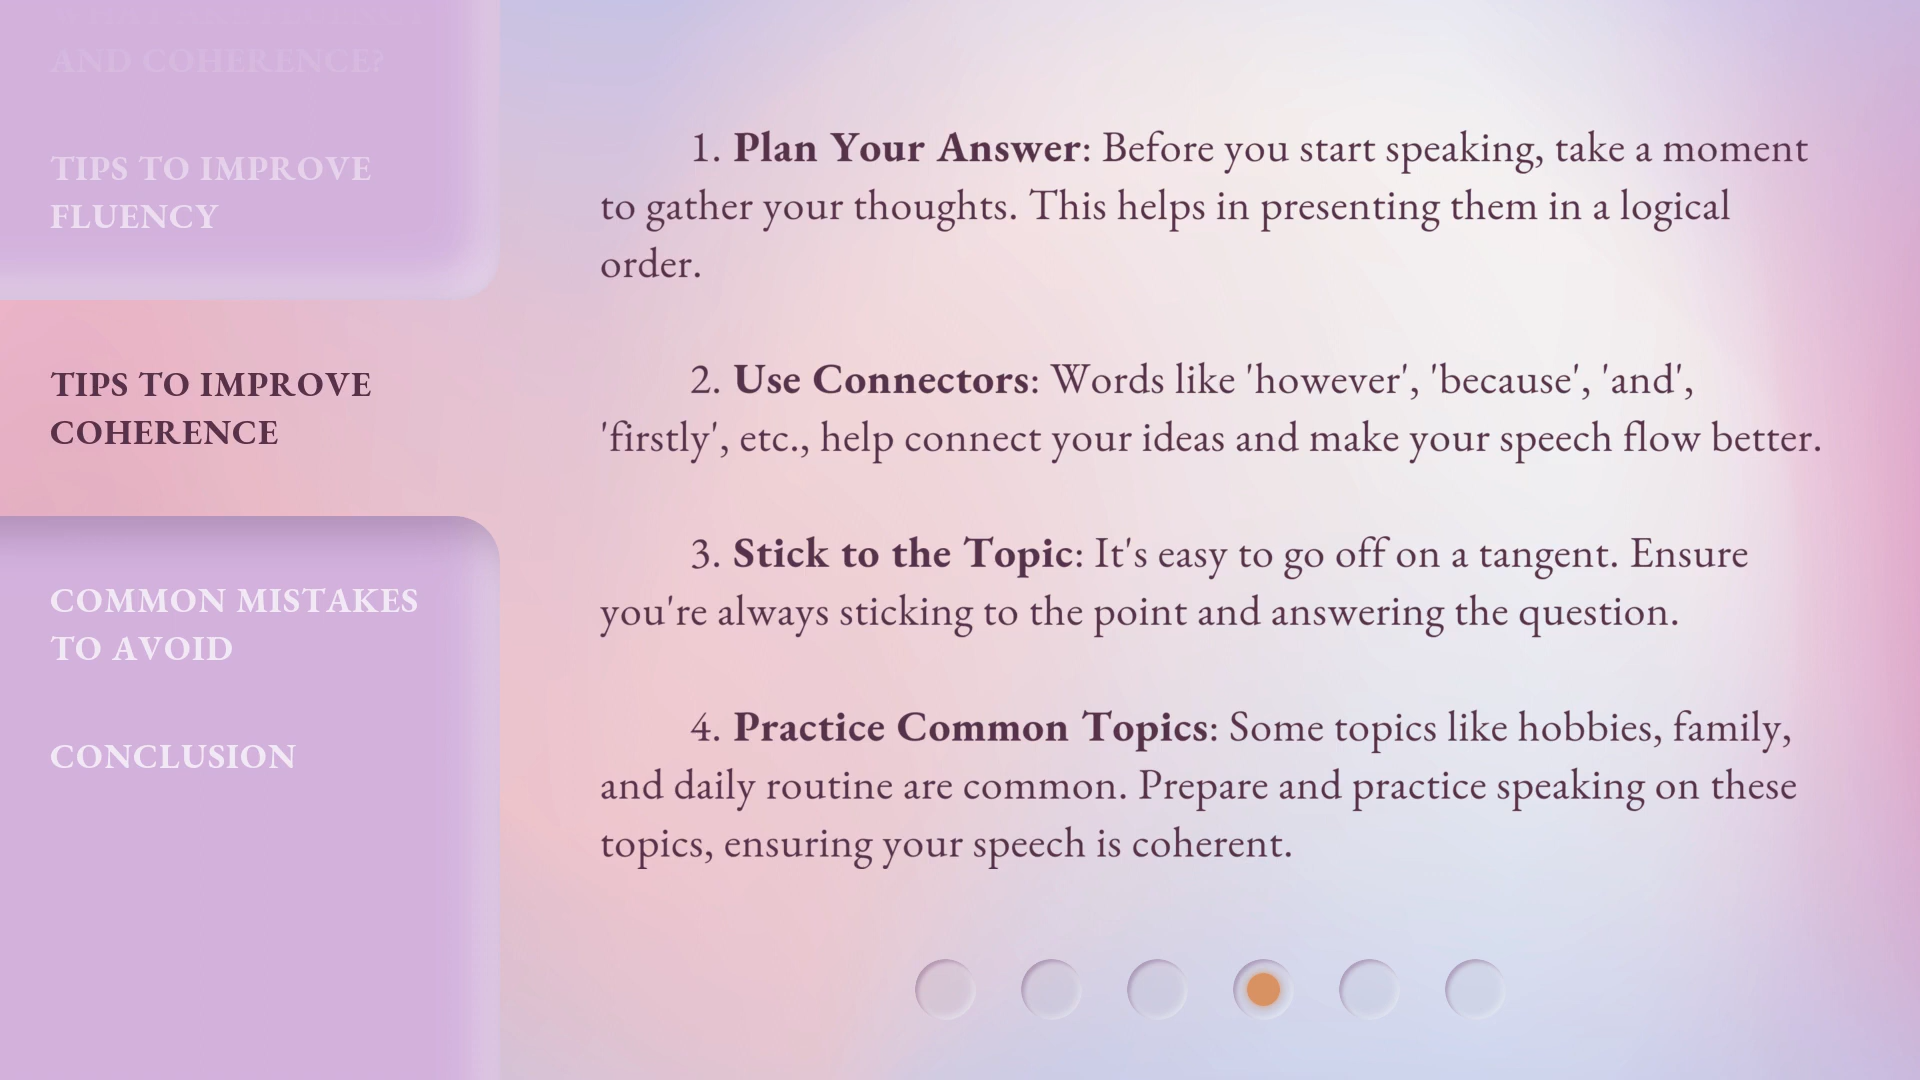 WHAT ARE FLUENCY
AND COHERENCE?
TIPS TO IMPROVE
FLUENCY
TIPS TO IMPROVE
COHERENCE
COMMON MISTAKES
TO AVOID
CONCLUSION
1. Plan Your Answer: Before you start speaking, take a moment
to gather your thoughts. This helps in presenting them in a logical
order.
2. Use Connectors: Words like 'however', 'because', 'and',
'firstly', etc., help connect your ideas and make your speech flow better.
3. Stick to the Topic: It's easy to go off on a tangent. Ensure
you're always sticking to the point and answering the question.
4. Practice Common Topics: Some topics like hobbies, family,
and daily routine are common. Prepare and practice speaking on these
topics, ensuring your speech is coherent.